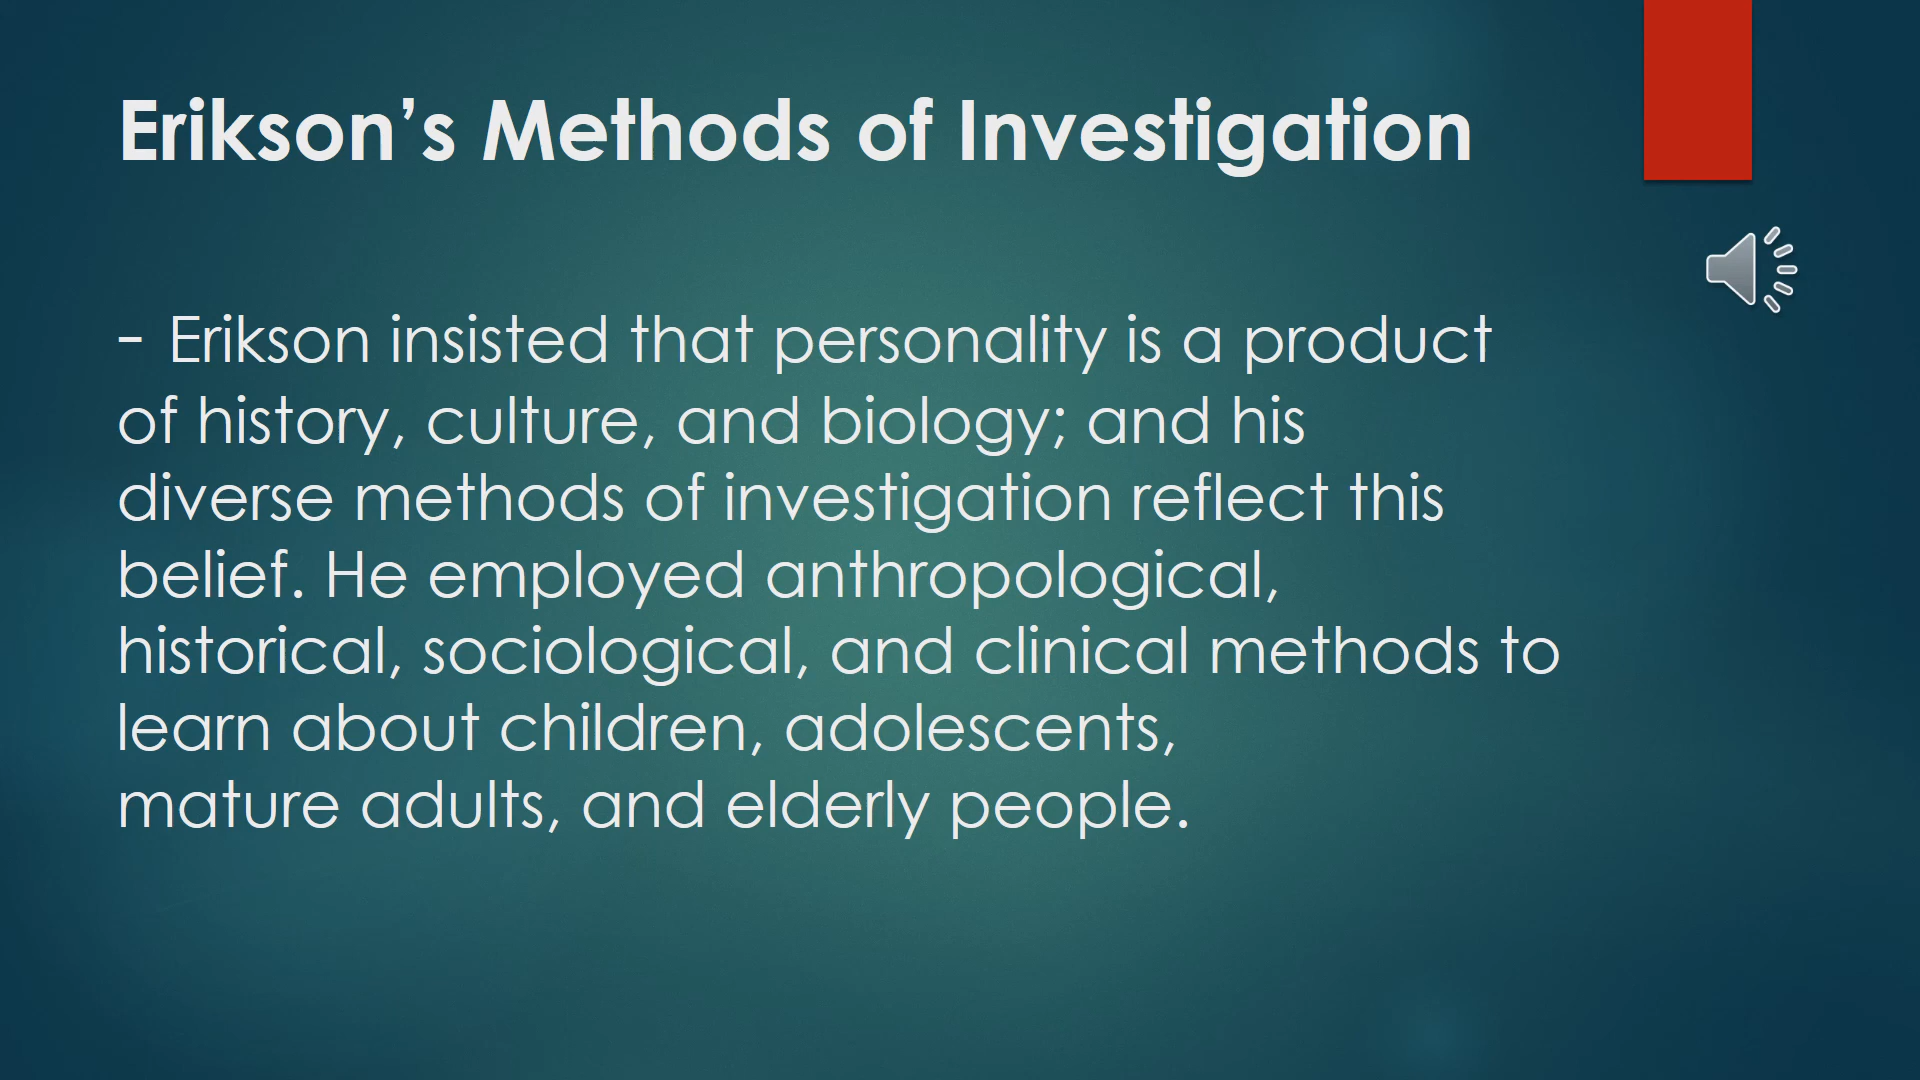 Erikson’s Methods of Investigation
- Erikson insisted that personality is a product
of history, culture, and biology; and his
diverse methods of investigation reflect this
belief. He employed anthropological,
historical, sociological, and clinical methods to
learn about children, adolescents,
mature adults, and elderly people.